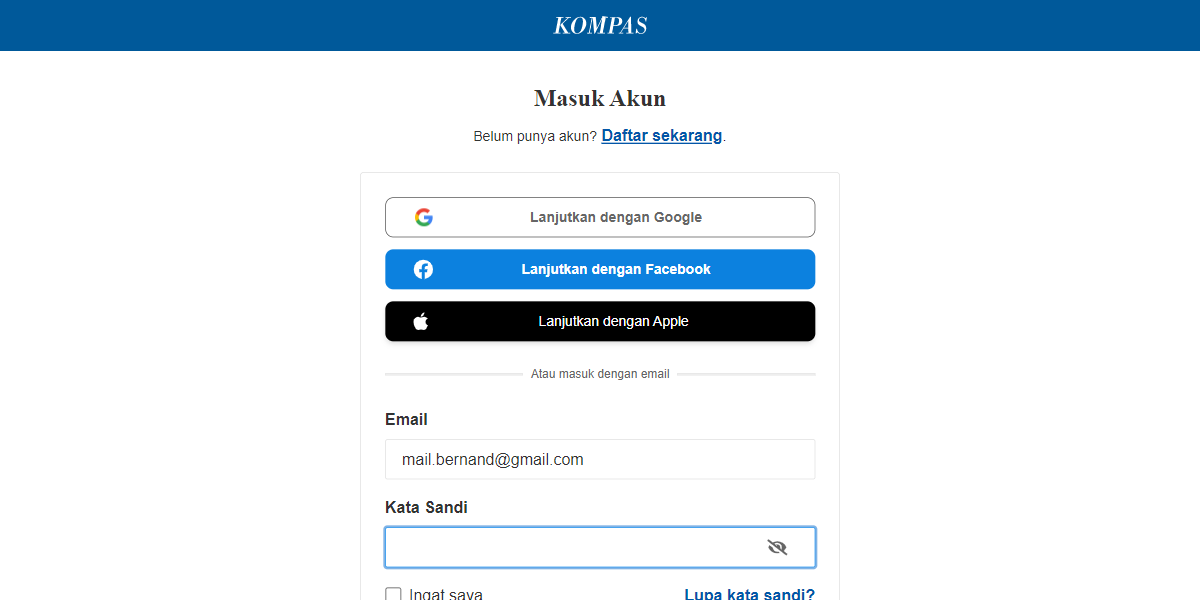 KOMPAS
Masuk Akun
Belum punya akun? Daftar sekarang.
Lanjutkan dengan Google
Lanjutkan dengan Facebook
Lanjutkan dengan Apple
Atau masuk dengan email
Email
mail.bernand@gmail.com
Kata Sandi
Ingat saya Lupa kata sandi?